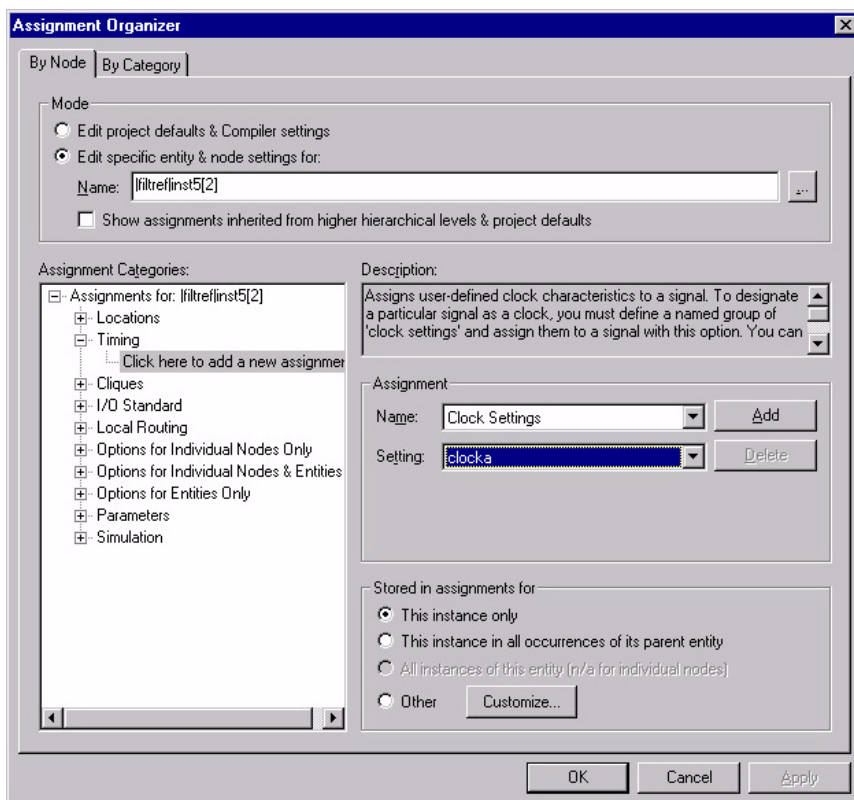 Assignment Organizer
By Node
By Category
Mode
Edit project defaults & Compiler settings
Edit specific entity & node settings for:
Name: |filtref|inst5[2]
...
Show assignments inherited from higher hierarchical levels & project defaults
Assignment Categories:
Assignments for: |filtref|inst5[2]
Locations
Timing
Click here to add a new assignmer
Cliques
I/O Standard
Local Routing
Options for Individual Nodes Only
Options for Individual Nodes & Entities
Options for Entities Only
Parameters
Simulation
Description:
Assigns user-defined clock characteristics to a signal. To designate
a particular signal as a clock, you must define a named group of
'clock settings' and assign them to a signal with this option. You can
Assignment
Name: Clock Settings
Add
Setting: clocka
Delete
Stored in assignments for
This instance only
This instance in all occurrences of its parent entity
All instances of this entity (n/a for individual nodes)
Other
Customize...
OK
Cancel
Apply